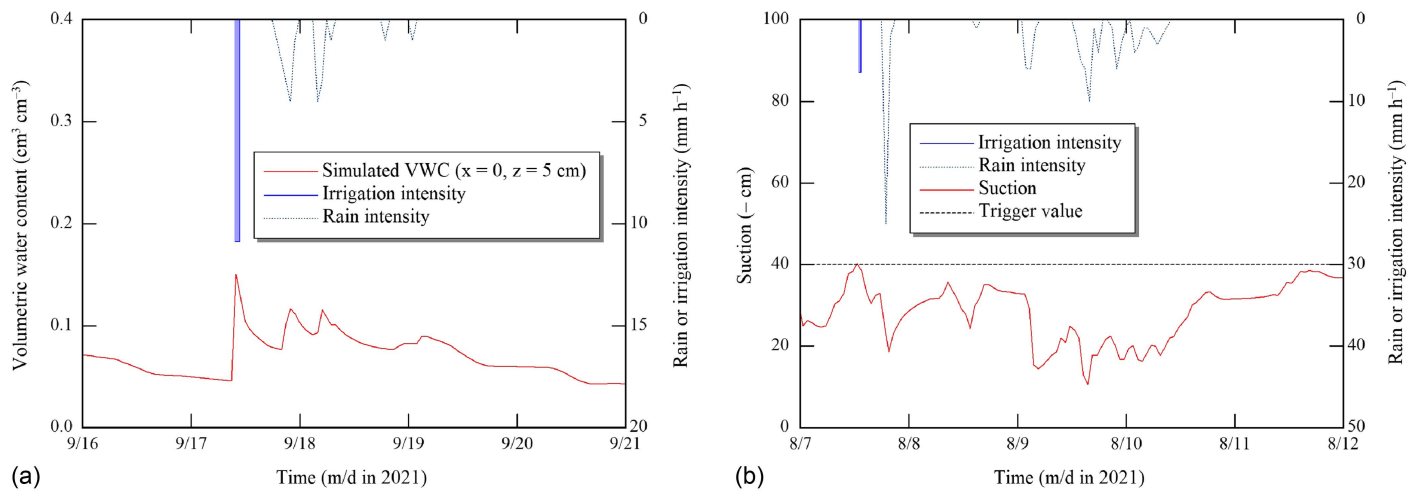 0.4
0.3
0.2
0.1
0.0
Volumetric water content (cm³ cm⁻³)
0
5
10
15
20
Rain or irrigation intensity (mm h⁻¹)
Simulated VWC (x = 0, z = 5 cm)
Irrigation intensity
Rain intensity
9/16 9/17 9/18 9/19 9/20 9/21
Time (m/d in 2021)
(a)
100
80
60
40
20
0
Suction (– cm)
0
10
20
30
40
50
Rain or irrigation intensity (mm h⁻¹)
Irrigation intensity
Rain intensity
Suction
Trigger value
8/7 8/8 8/9 8/10 8/11 8/12
Time (m/d in 2021)
(b)